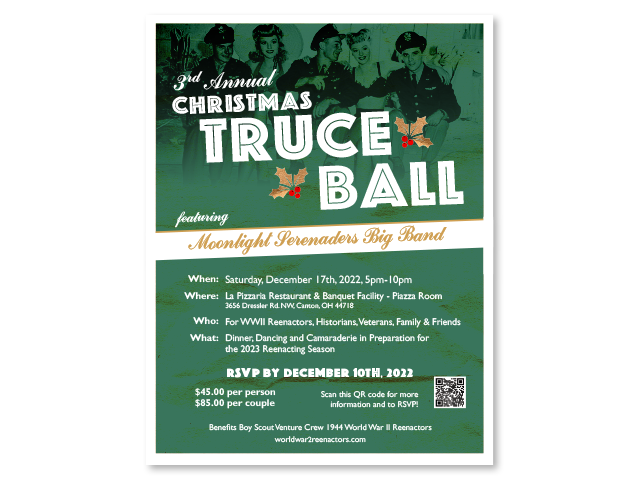 3rd Annual
CHRISTMAS
TRUCE
BALL
featuring
Moonlight Serenaders Big Band
When: Saturday, December 17th, 2022, 5pm-10pm
Where: La Pizzaria Restaurant & Banquet Facility - Piazza Room
3656 Dressler Rd. NW, Canton, OH 44718
Who: For WWII Reenactors, Historians, Veterans, Family & Friends
What: Dinner, Dancing and Camaraderie in Preparation for
the 2023 Reenacting Season
RSVP BY DECEMBER 10TH, 2022
$45.00 per person
$85.00 per couple
Scan this QR code for more
information and to RSVP!
Benefits Boy Scout Venture Crew 1944 World War II Reenactors
worldwar2reenactors.com